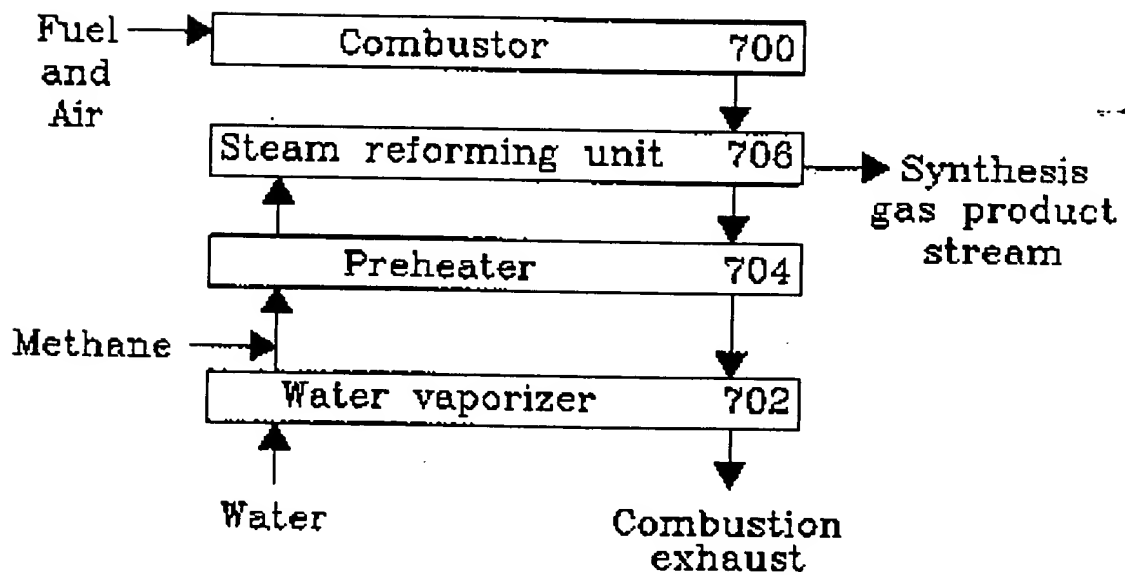 Fuel
and
Air
Combustor 700
Steam reforming unit 706
Synthesis
gas product
stream
Preheater 704
Methane
Water vaporizer 702
Water
Combustion
exhaust